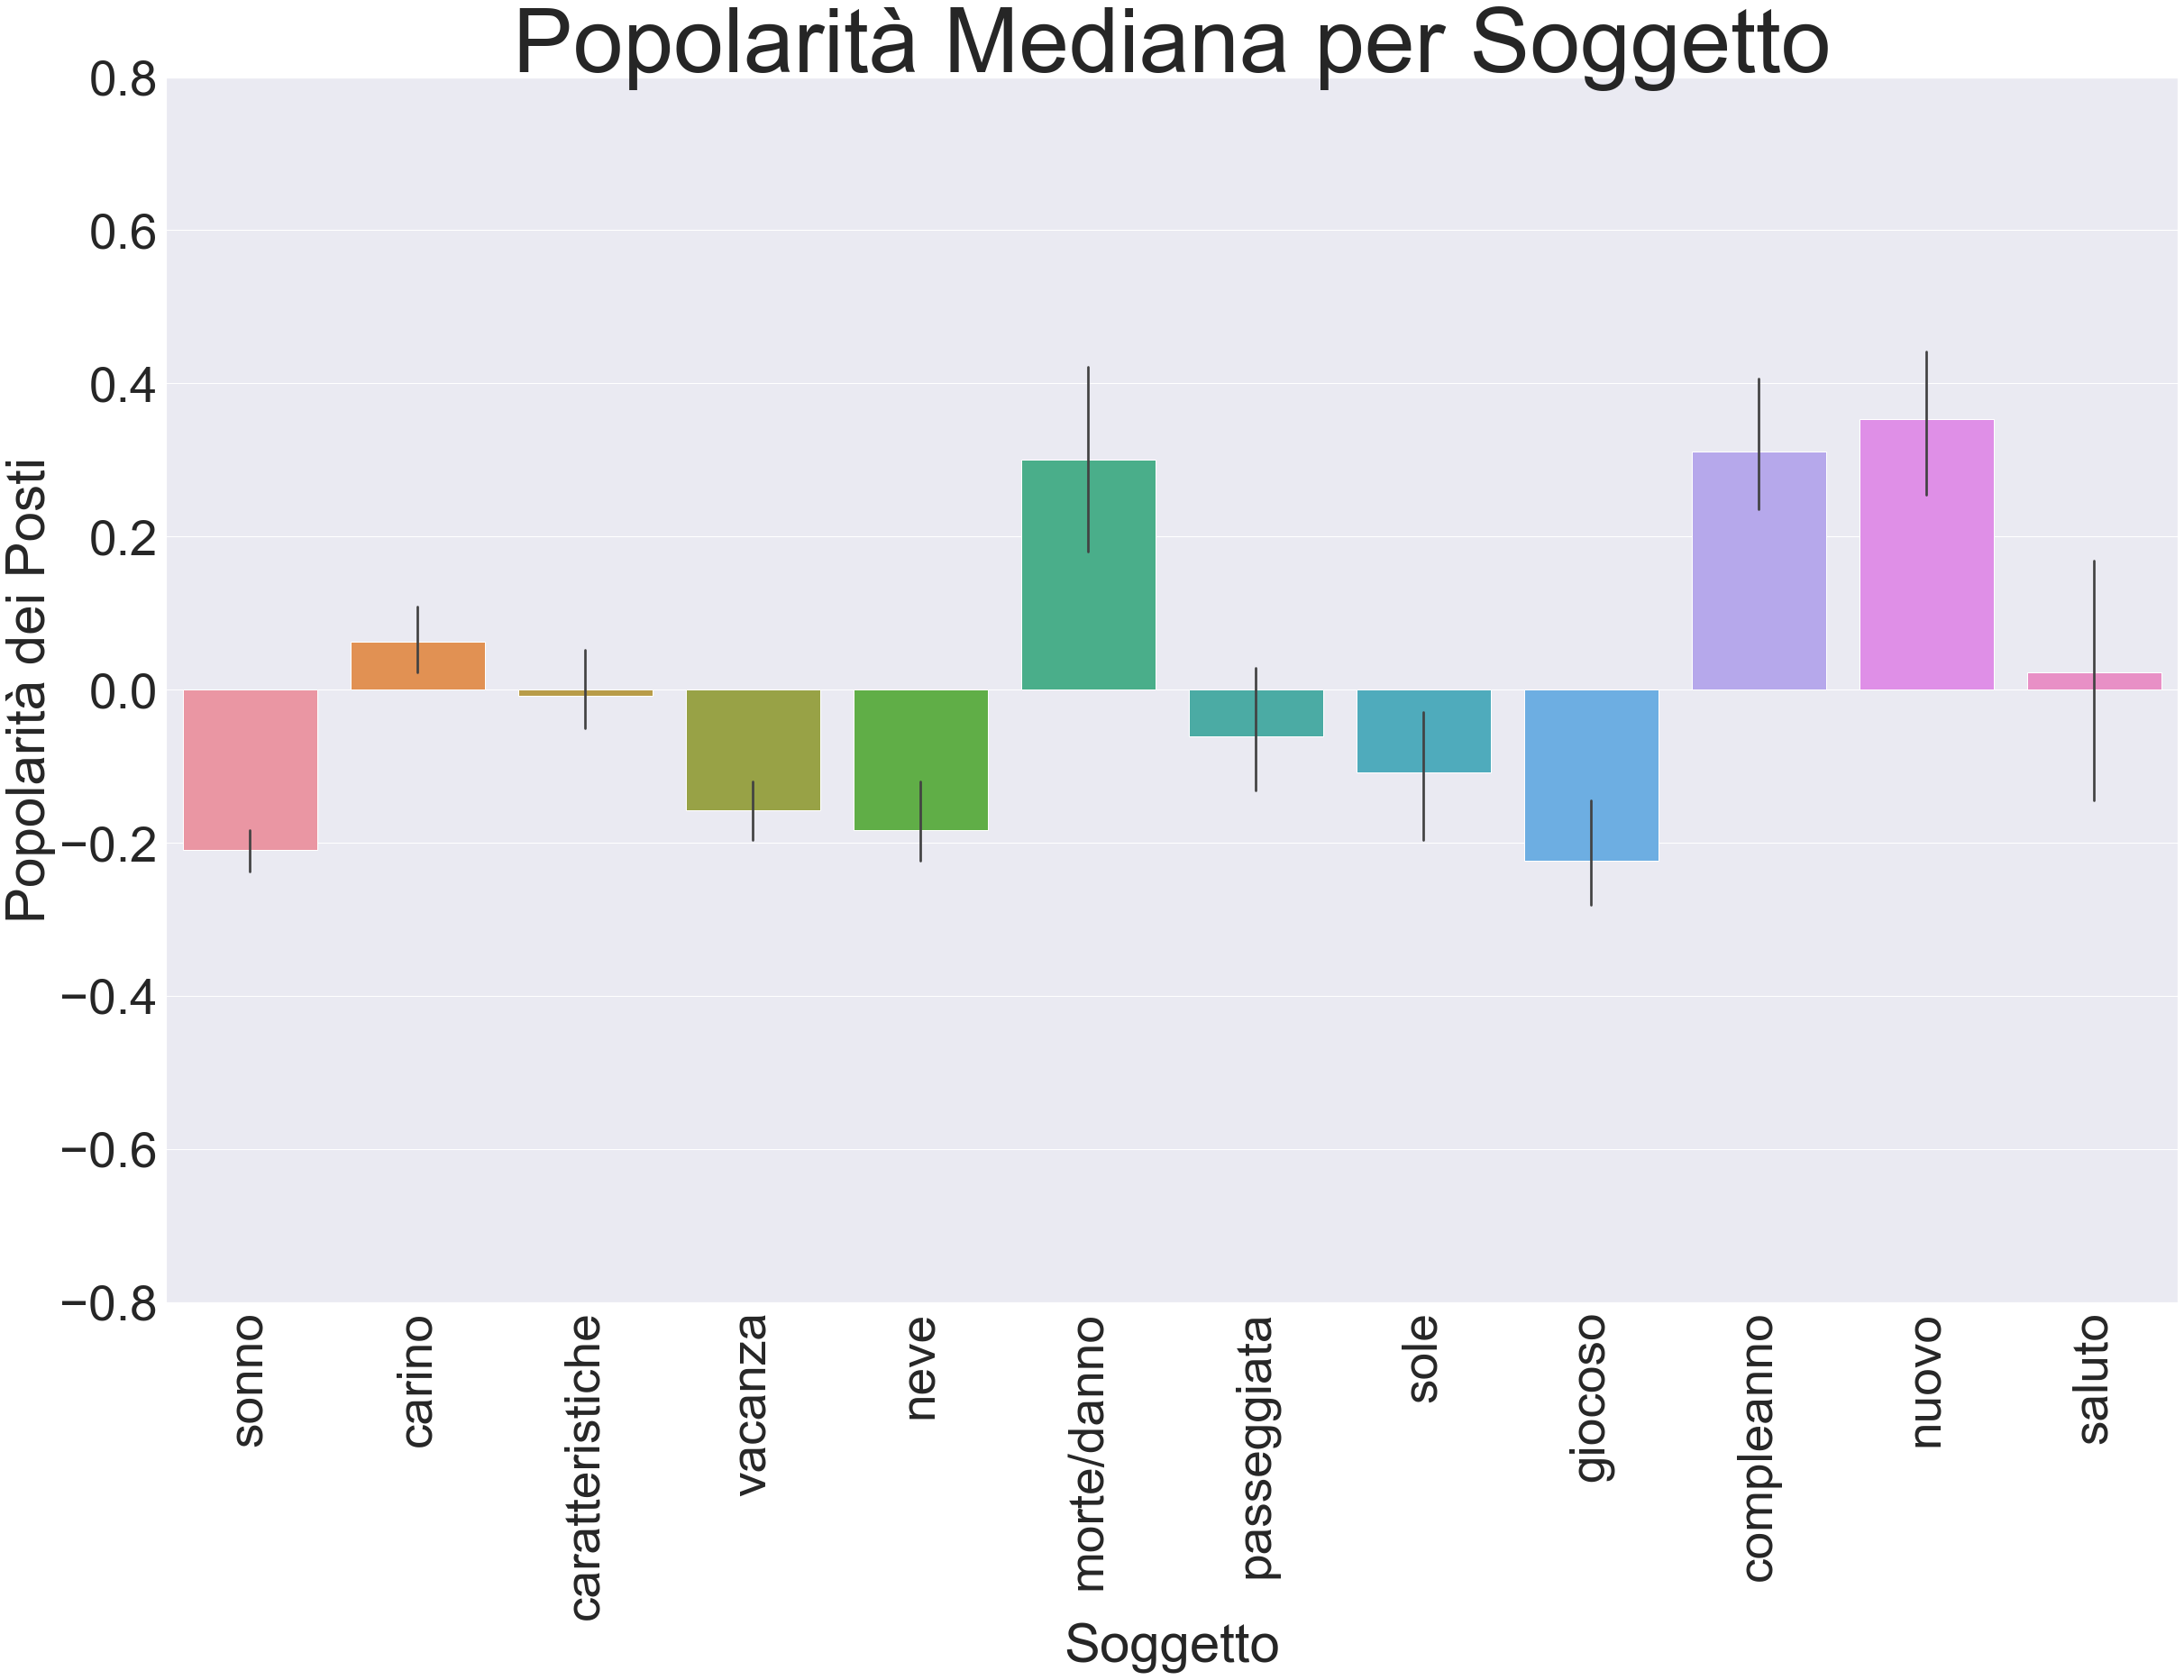 Popolarità Mediana per Soggetto
0.8
0.6
0.4
0.2
0.0
−0.2
−0.4
−0.6
−0.8
Popolarità dei Posti
sonno
carino
caratteristiche
vacanza
neve
morte/danno
passeggiata
sole
giocoso
compleanno
nuovo
saluto
Soggetto